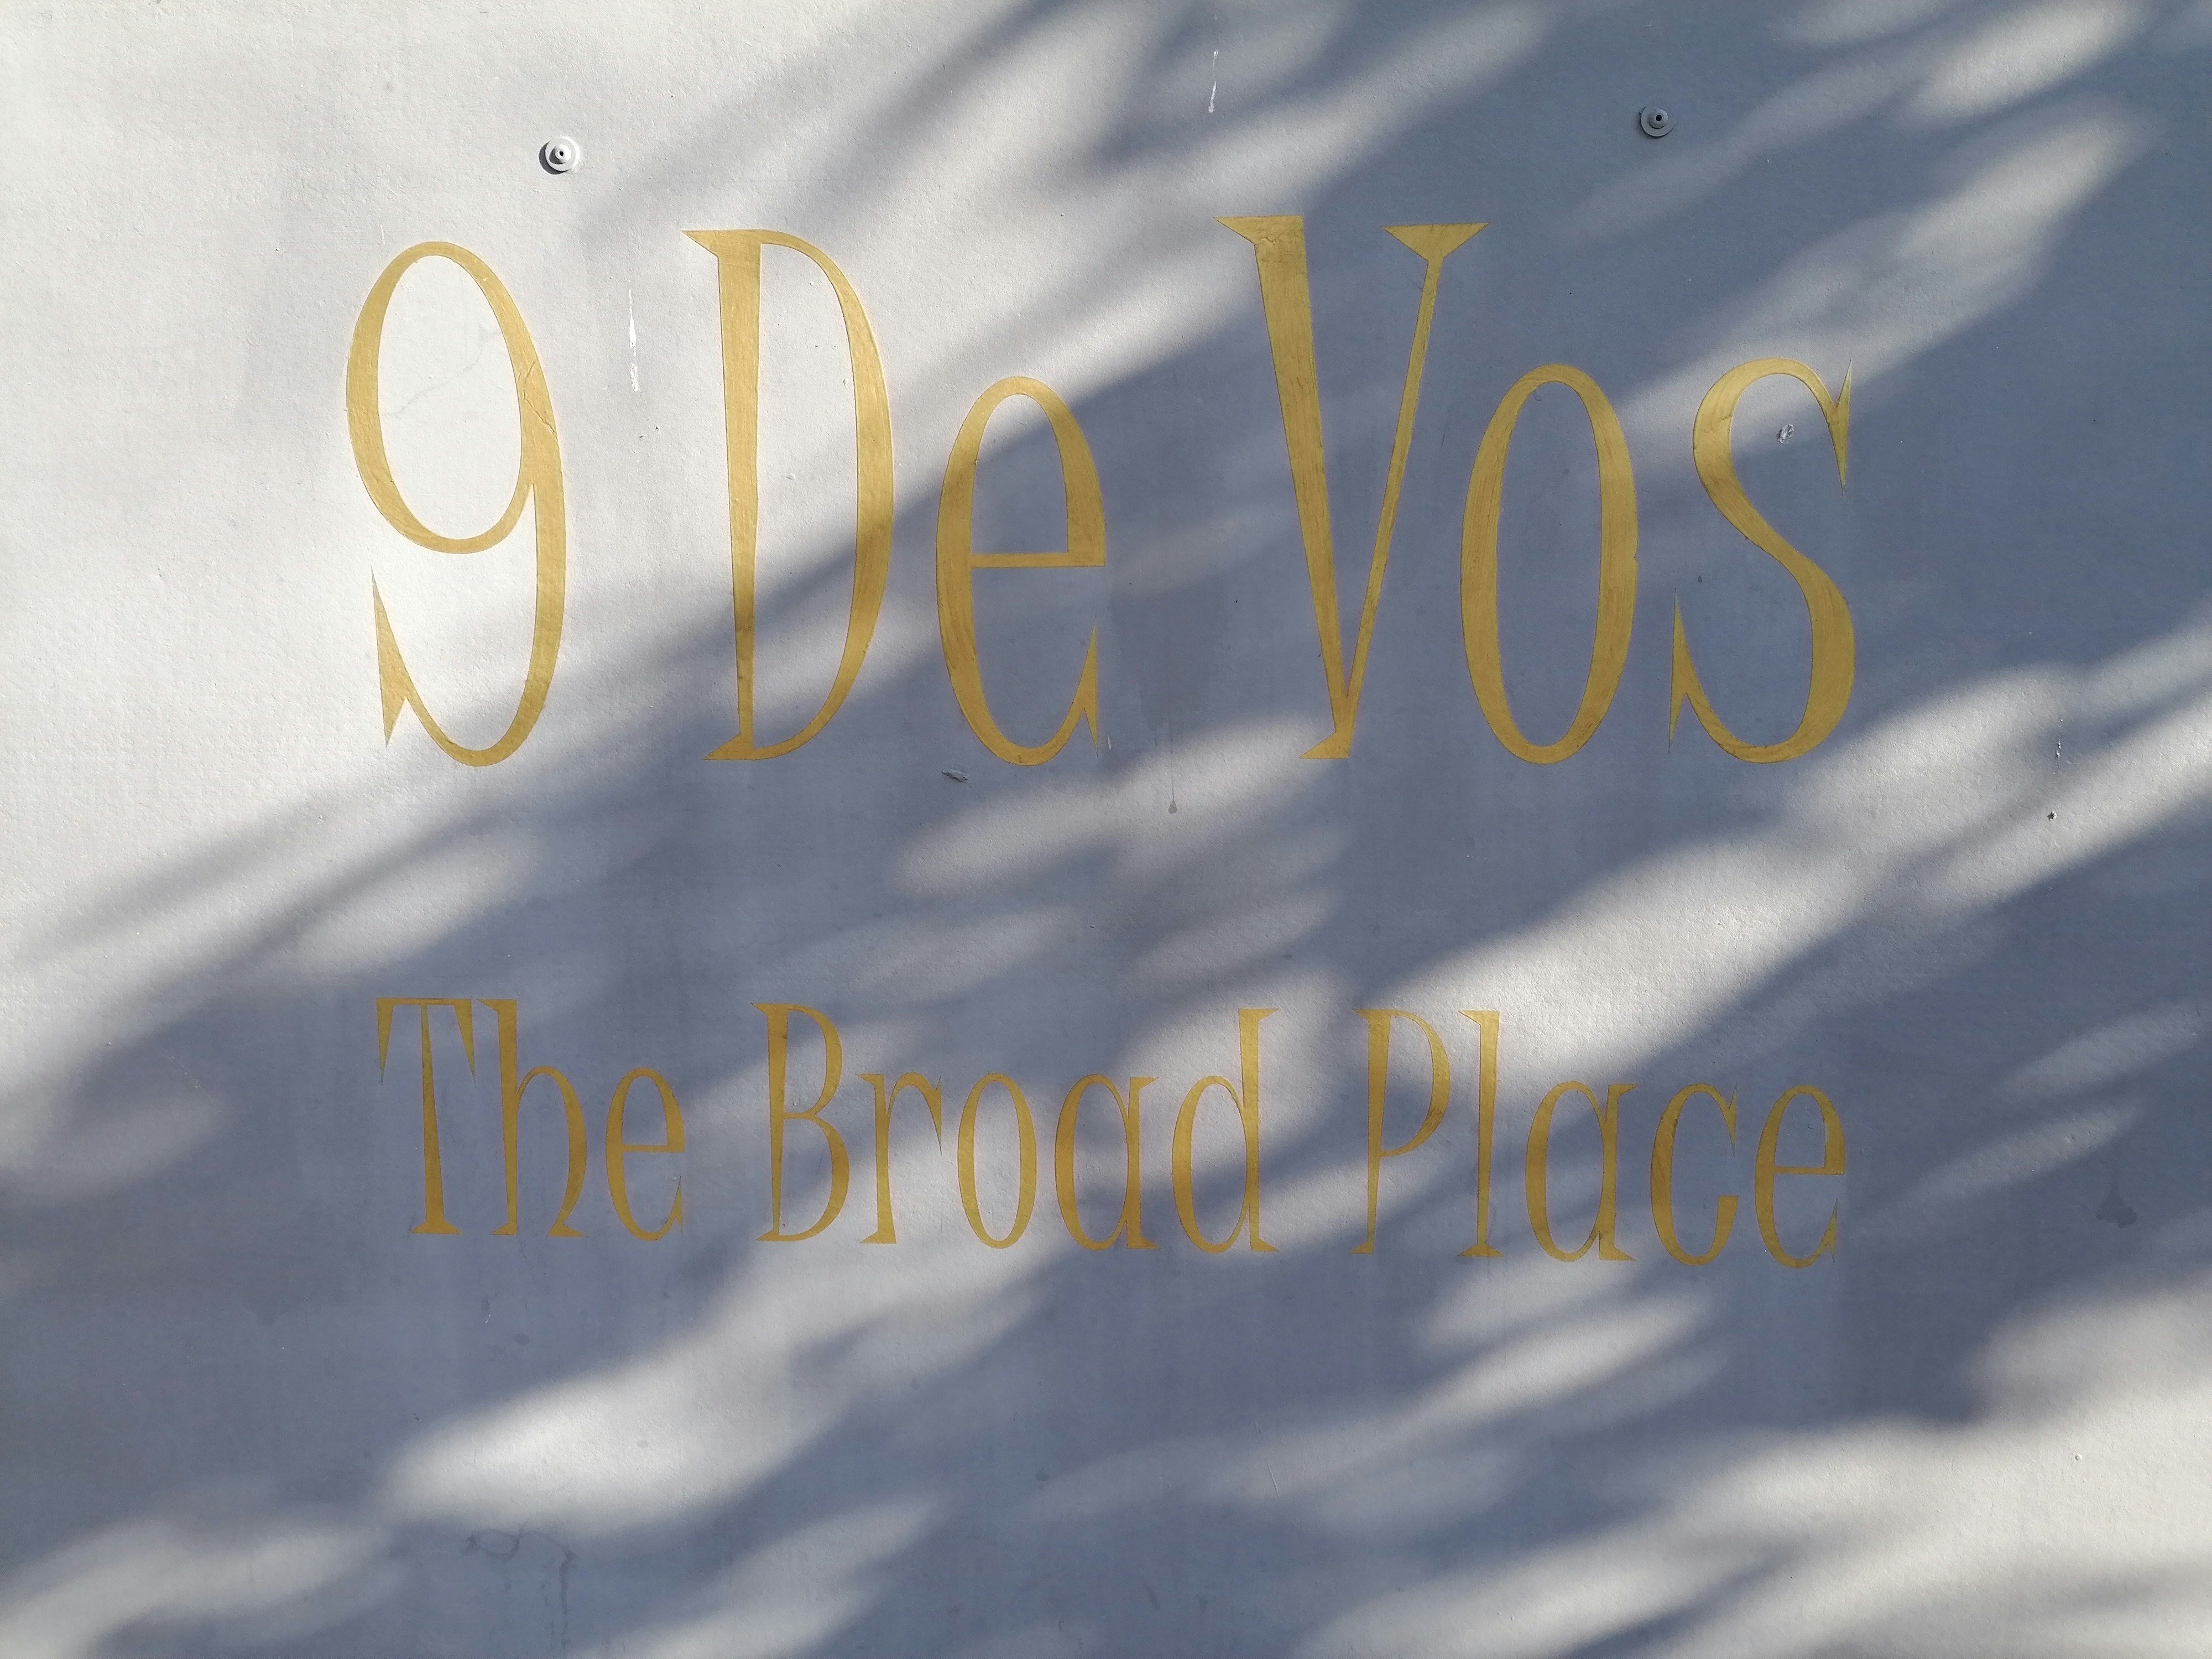 9 De Vos
The Broad Place